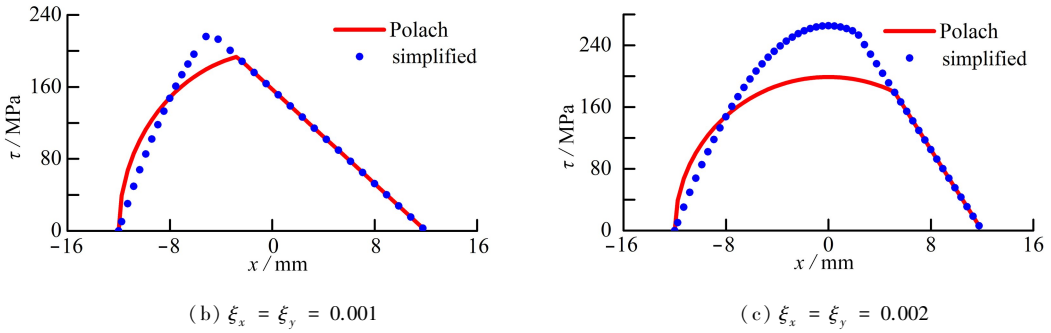 240
160
80
0
τ / MPa
Polach
simplified
−16 −8 0 8 16
x / mm
(b) ξx = ξy = 0.001
240
160
80
0
τ / MPa
Polach
simplified
−16 −8 0 8 16
x / mm
(c) ξx = ξy = 0.002